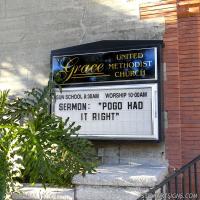 Grace UNITED
METHODIST
CHURCH
SUN SCHOOL 9:30AM WORSHIP 10:00AM
SERMON: "POGO HAD
IT RIGHT"